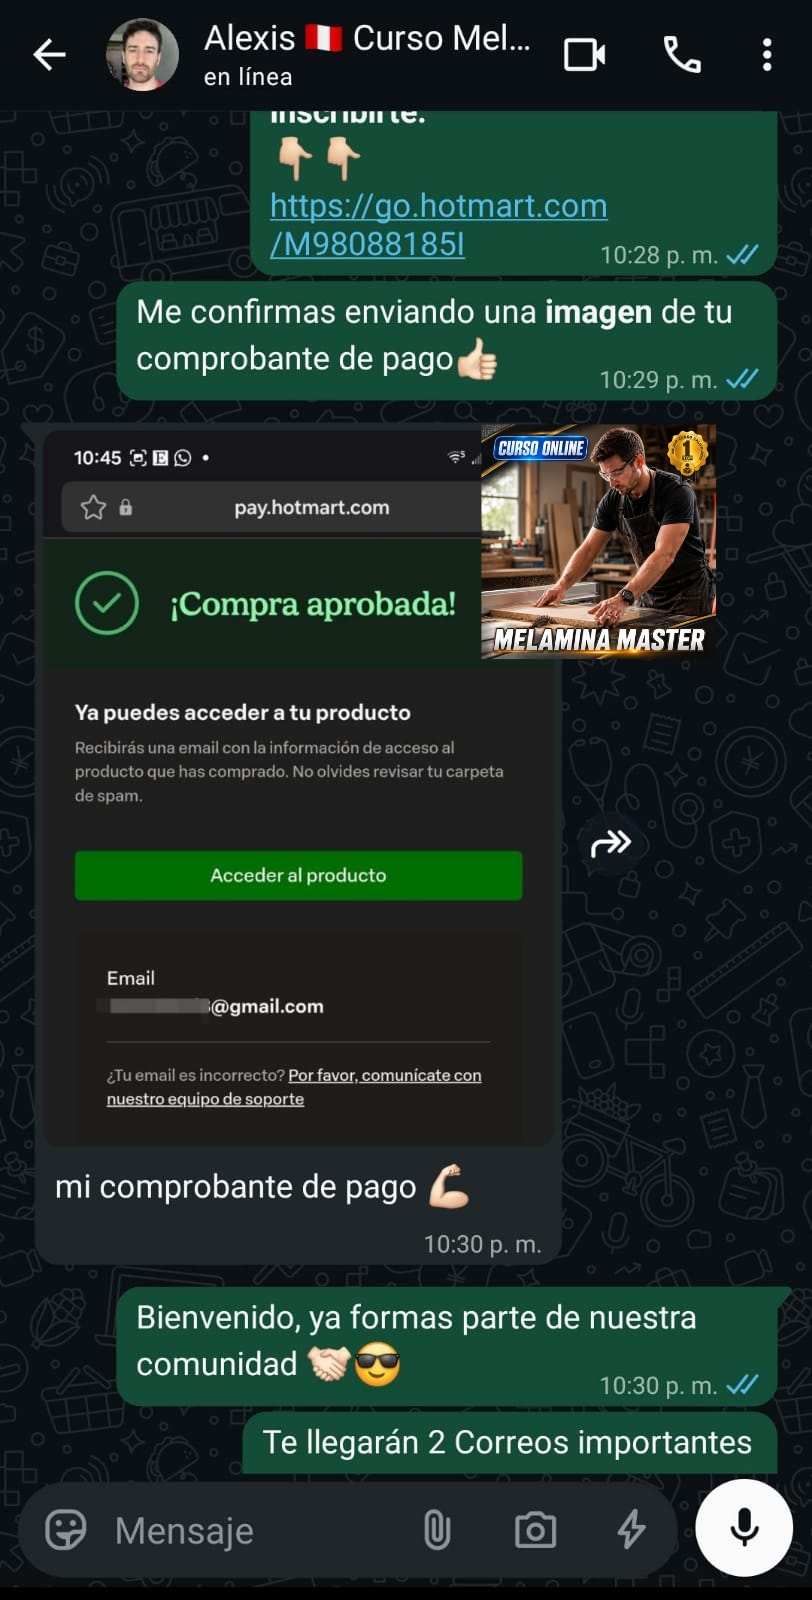 Alexis 🇵🇪 Curso Mel...
en línea
inscribirte.
👇🏻👇🏻
https://go.hotmart.com
/M98088185I
10:28 p. m.
Me confirmas enviando una imagen de tu
comprobante de pago👍🏻
10:29 p. m.
10:45
pay.hotmart.com
CURSO ONLINE
1
MELAMINA MASTER
¡Compra aprobada!
Ya puedes acceder a tu producto
Recibirás una email con la información de acceso al
producto que has comprado. No olvides revisar tu carpeta
de spam.
Acceder al producto
Email
@gmail.com
¿Tu email es incorrecto? Por favor, comunícate con
nuestro equipo de soporte
mi comprobante de pago 💪🏻
10:30 p. m.
Bienvenido, ya formas parte de nuestra
comunidad 🤝🏻😎
10:30 p. m.
Te llegarán 2 Correos importantes
Mensaje